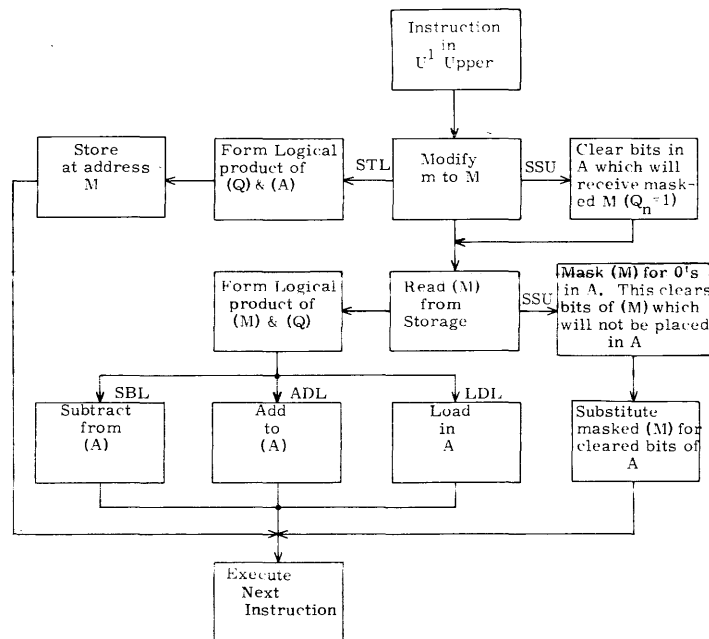 Instruction
in
U1 Upper
Store
at address
M
Form Logical
product of
(Q) & (A)
STL
Modify
m to M
SSU
Clear bits in
A which will
receive mask-
ed M (Qn=1)
Form Logical
product of
(M) & (Q)
Read (M)
from
Storage
SSU
Mask (M) for 0's
in A. This clears
bits of (M) which
will not be placed
in A
SBL
ADL
LDL
Subtract
from
(A)
Add
to
(A)
Load
in
A
Substitute
masked (M) for
cleared bits of
A
Execute
Next
Instruction